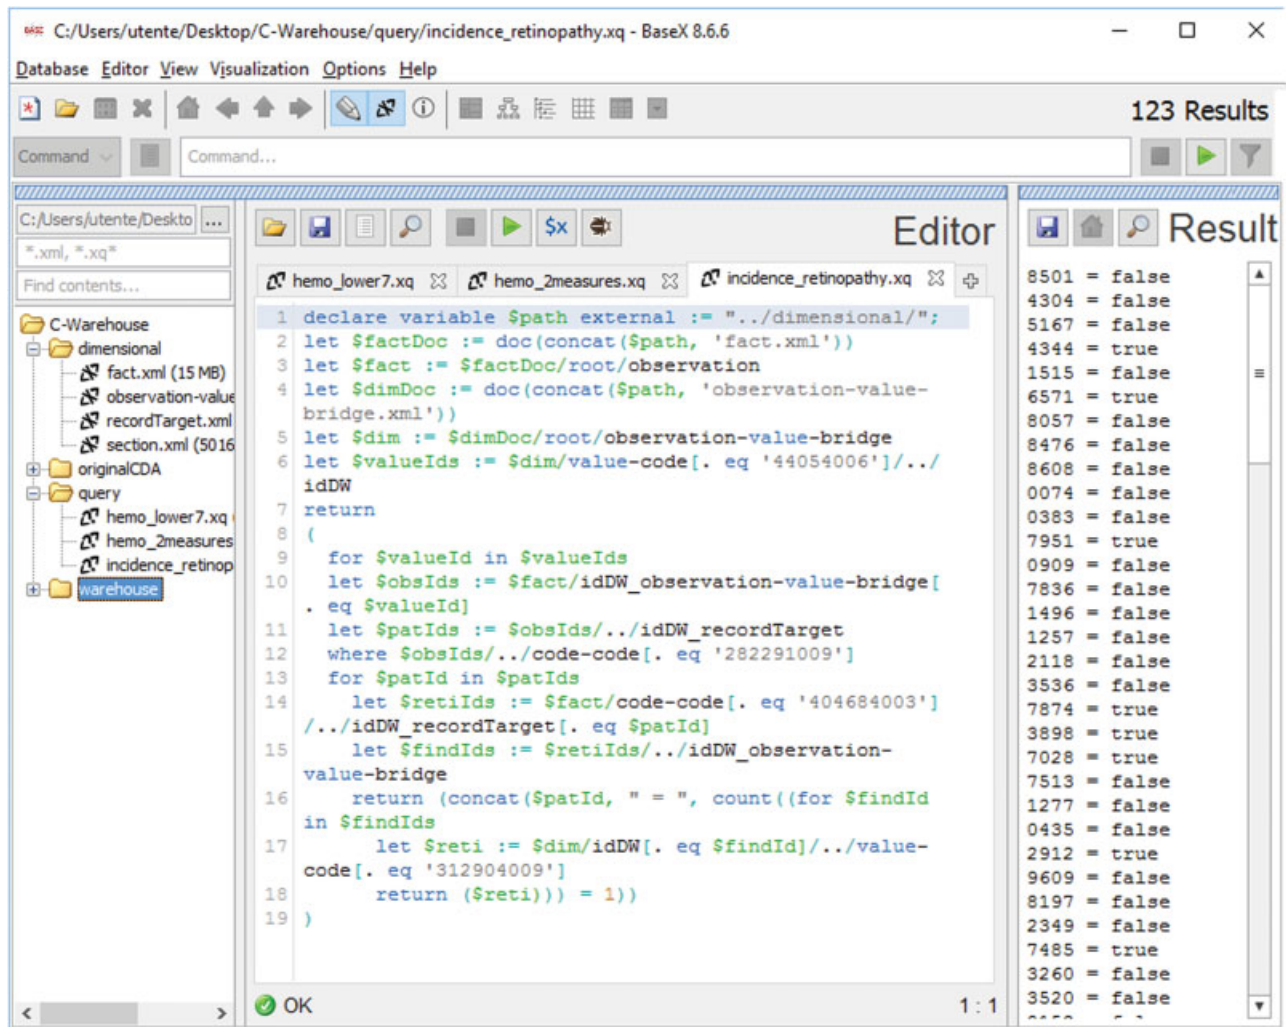 C:/Users/utente/Desktop/C-Warehouse/query/incidence_retinopathy.xq - BaseX 8.6.6
Database Editor View Visualization Options Help
123 Results
Command
Command...
C:/Users/utente/Deskto ...
*.xml, *.xq*
Find contents...
C-Warehouse
dimensional
fact.xml (15 MB)
observation-value
recordTarget.xml
section.xml (5016
originalCDA
query
hemo_lower7.xq
hemo_2measures
incidence_retinop
warehouse
$x
Editor
hemo_lower7.xq hemo_2measures.xq incidence_retinopathy.xq
1 declare variable $path external := "../dimensional/";
2 let $factDoc := doc(concat($path, 'fact.xml'))
3 let $fact := $factDoc/root/observation
4 let $dimDoc := doc(concat($path, 'observation-value-
bridge.xml'))
5 let $dim := $dimDoc/root/observation-value-bridge
6 let $valueIds := $dim/value-code[. eq '44054006']/../
idDW
7 return
8 (
9 for $valueId in $valueIds
10 let $obsIds := $fact/idDW_observation-value-bridge[
. eq $valueId]
11 let $patIds := $obsIds/../idDW_recordTarget
12 where $obsIds/../code-code[. eq '282291009']
13 for $patId in $patIds
14 let $retiIds := $fact/code-code[. eq '404684003']
/../idDW_recordTarget[. eq $patId]
15 let $findIds := $retiIds/../idDW_observation-
value-bridge
16 return (concat($patId, " = ", count((for $findId
in $findIds
17 let $reti := $dim/idDW[. eq $findId]/../value-
code[. eq '312904009']
18 return ($reti))) = 1))
19 )
OK
1 : 1
Result
8501 = false
4304 = false
5167 = false
4344 = true
1515 = false
6571 = true
8057 = false
8476 = false
8608 = false
0074 = false
0383 = false
7951 = true
0909 = false
7836 = false
1496 = false
1257 = false
2118 = false
3536 = false
7874 = true
3898 = true
7028 = true
7513 = false
1277 = false
0435 = false
2912 = true
9609 = false
8197 = false
2349 = false
7485 = true
3260 = false
3520 = false